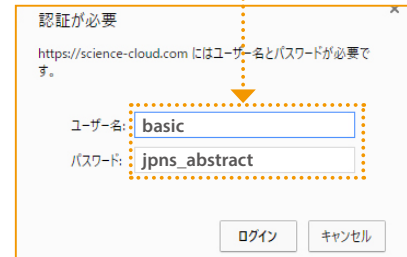 認証が必要
https://science-cloud.com にはユーザー名とパスワードが必要で
す。
ユーザー名: basic
パスワード: jpns_abstract
ログイン キャンセル